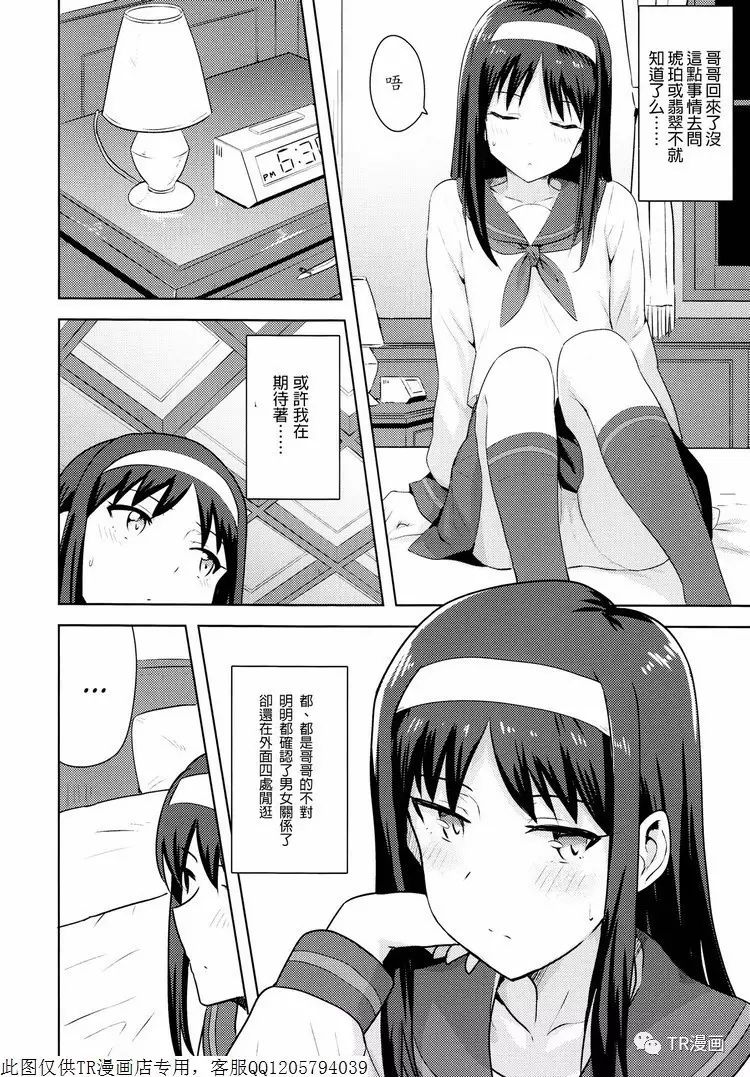 哥哥回來了沒
這點事情去問
琥珀或翡翠不就
知道了么……
唔
PM 6:30
或許我在
期待著……
都、都是哥哥的不對
明明都確認了男女關係了
卻還在外面四處閒逛
…
TR漫画
此图仅供TR漫画店专用，客服QQ1205794039